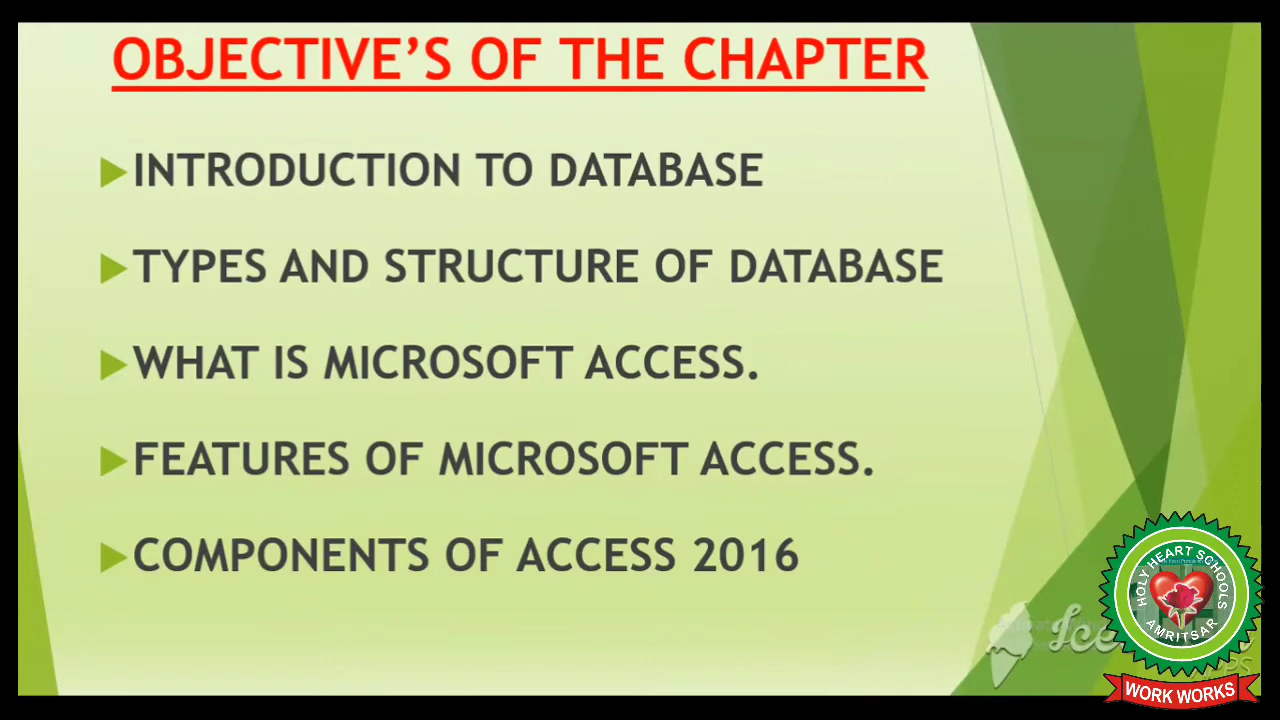 OBJECTIVE’S OF THE CHAPTER
INTRODUCTION TO DATABASE
TYPES AND STRUCTURE OF DATABASE
WHAT IS MICROSOFT ACCESS.
FEATURES OF MICROSOFT ACCESS.
COMPONENTS OF ACCESS 2016
HOLY HEART SCHOOLS
AMRITSAR
WORK WORKS